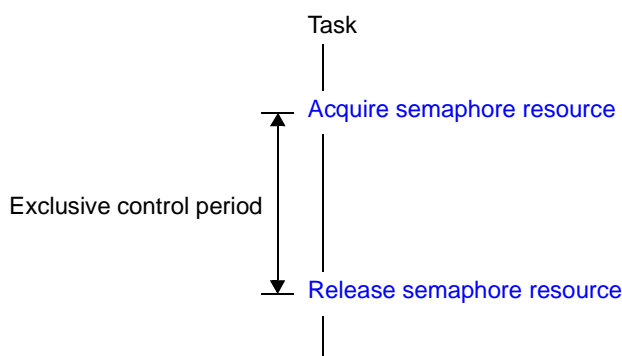 Task
Acquire semaphore resource
Exclusive control period
Release semaphore resource